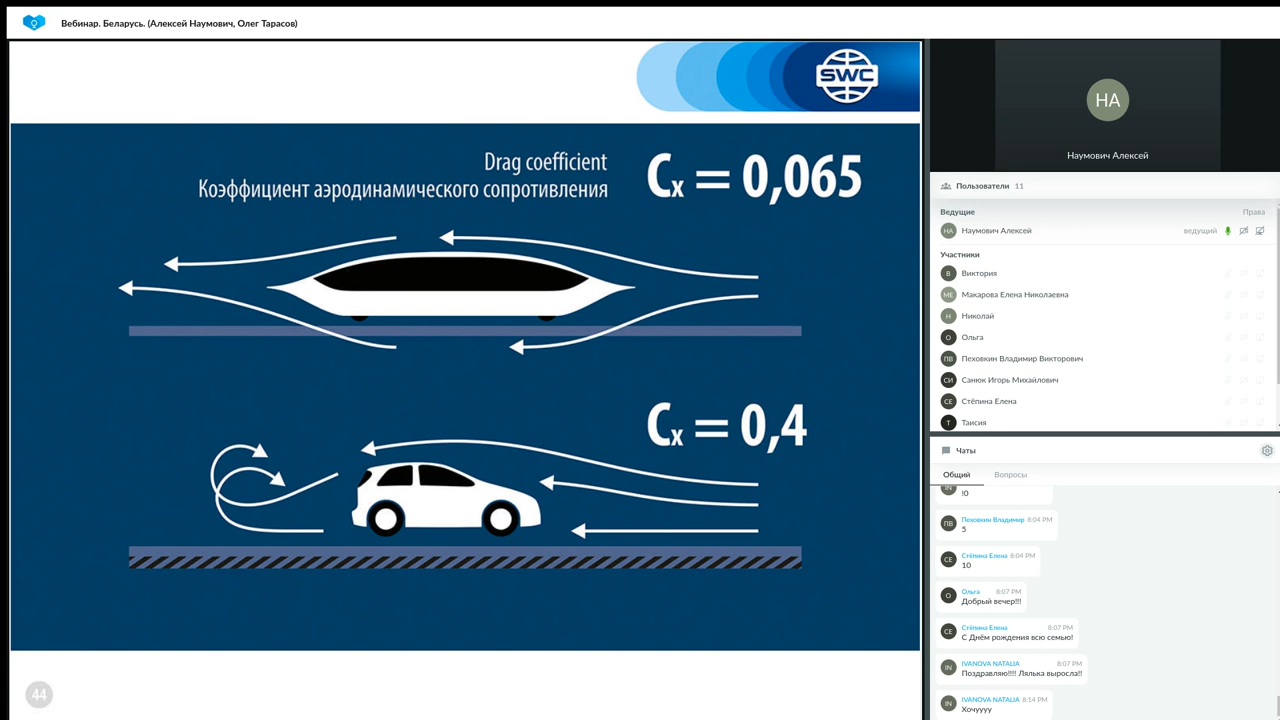 Вебинар. Беларусь. (Алексей Наумович, Олег Тарасов)
SWC
Drag coefficient
Коэффициент аэродинамического сопротивления
Cx = 0,065
Cx = 0,4
44
НА
Наумович Алексей
Пользователи 11
Ведущие Права
НА Наумович Алексей ведущий
Участники
В Виктория
МЕ Макарова Елена Николаевна
Н Николай
О Ольга
ПВ Пеховкин Владимир Викторович
СИ Санюк Игорь Михайлович
СЕ Стёпина Елена
Т Таисия
Чаты
Общий Вопросы
IN
!0
ПВ Пеховкин Владимир 8:04 PM
5
СЕ Стёпина Елена 8:04 PM
10
О Ольга 8:07 PM
Добрый вечер!!!
СЕ Стёпина Елена 8:07 PM
С Днём рождения всю семью!
IN IVANOVA NATALIA 8:07 PM
Поздравляю!!!! Лялька выросла!!
IN IVANOVA NATALIA 8:14 PM
Хочуууу